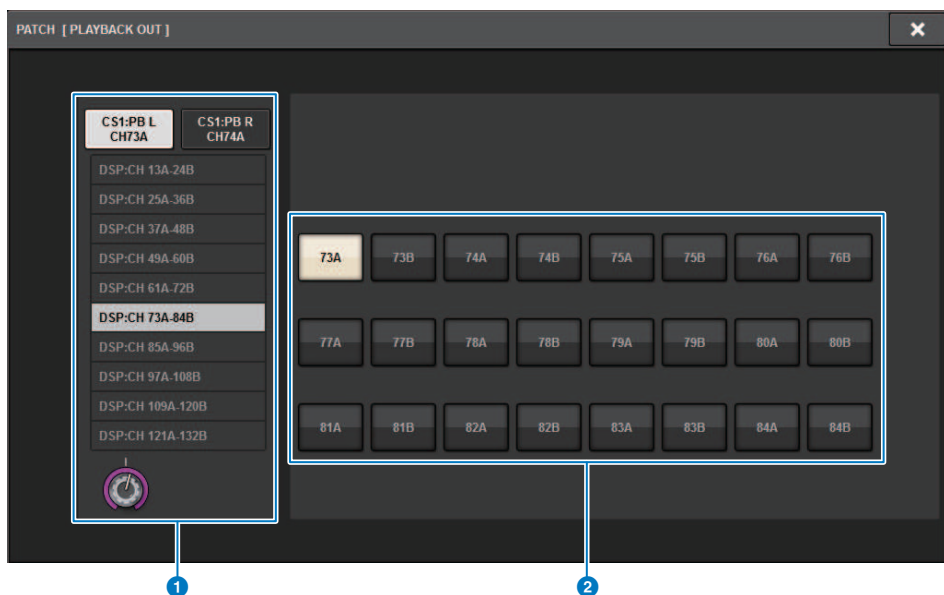 PATCH [ PLAYBACK OUT ]
CS1:PB L
CH73A
CS1:PB R
CH74A
DSP:CH 13A-24B
DSP:CH 25A-36B
DSP:CH 37A-48B
DSP:CH 49A-60B
DSP:CH 61A-72B
DSP:CH 73A-84B
DSP:CH 85A-96B
DSP:CH 97A-108B
DSP:CH 109A-120B
DSP:CH 121A-132B
73A 73B 74A 74B 75A 75B 76A 76B
77A 77B 78A 78B 79A 79B 80A 80B
81A 81B 82A 82B 83A 83B 84A 84B
1 2